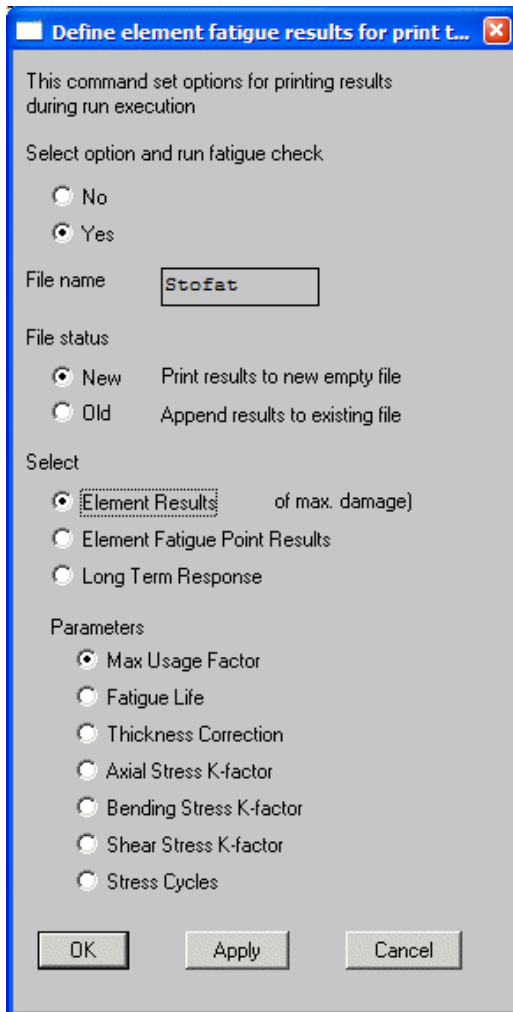 Define element fatigue results for print t...
This command set options for printing results
during run execution
Select option and run fatigue check
No
Yes
File name Stofat
File status
New Print results to new empty file
Old Append results to existing file
Select
Element Results of max. damage)
Element Fatigue Point Results
Long Term Response
Parameters
Max Usage Factor
Fatigue Life
Thickness Correction
Axial Stress K-factor
Bending Stress K-factor
Shear Stress K-factor
Stress Cycles
OK Apply Cancel